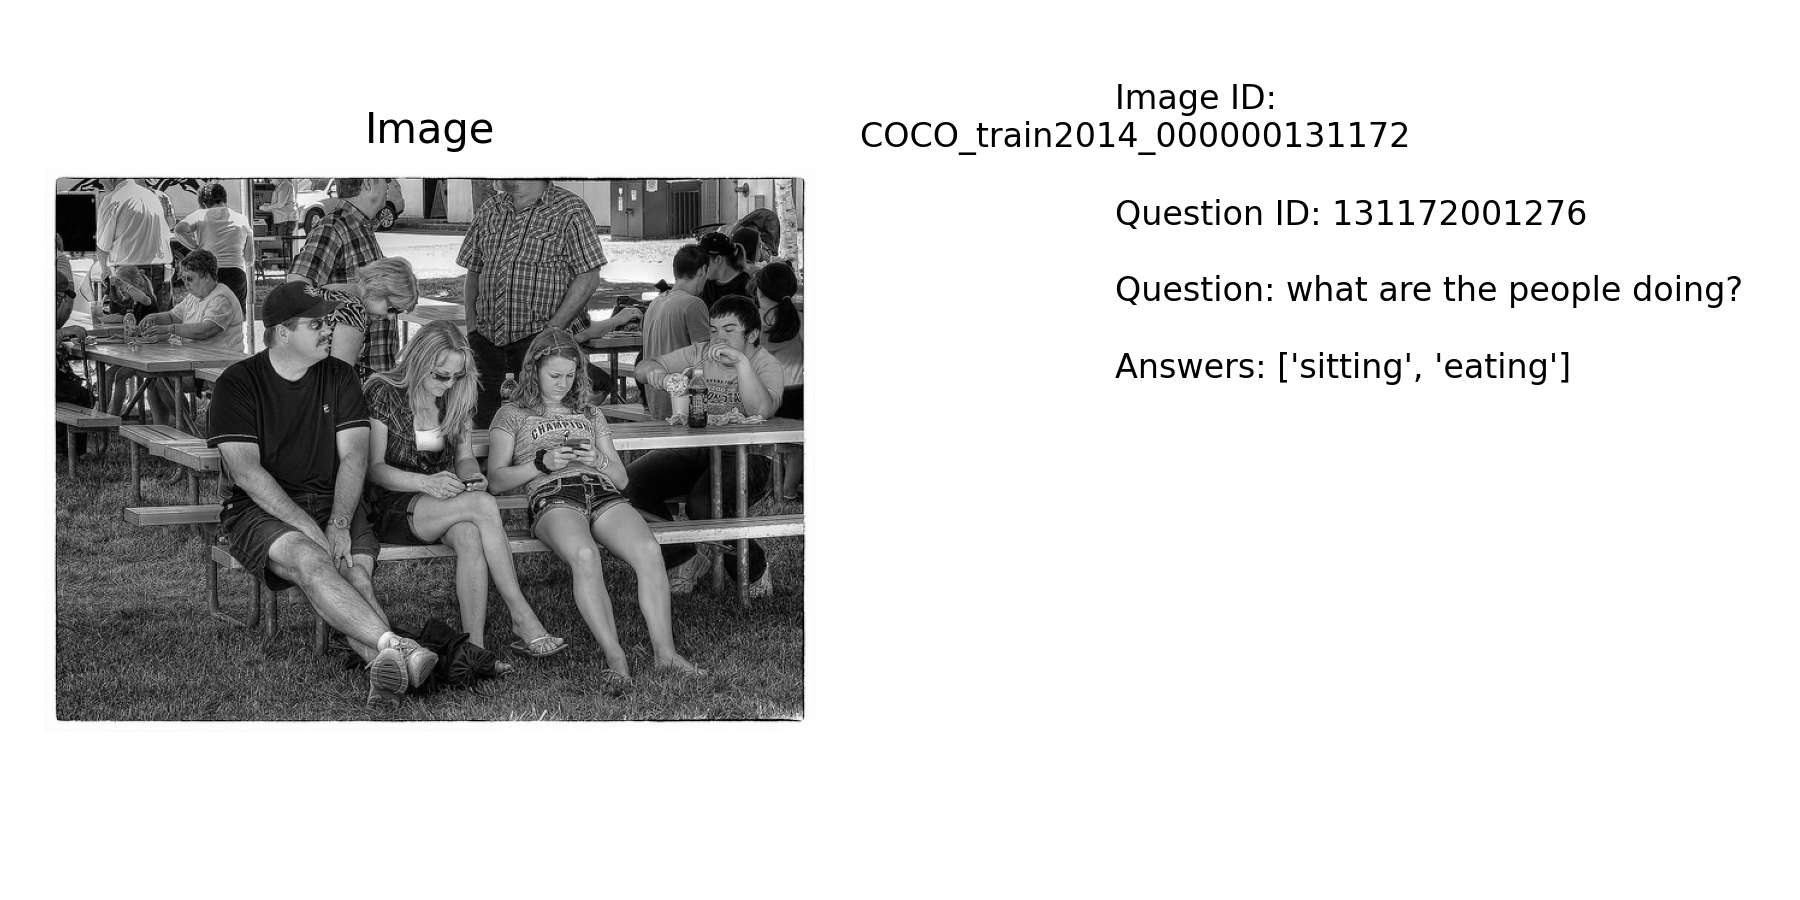 Image
Image ID:
COCO_train2014_000000131172
Question ID: 131172001276
Question: what are the people doing?
Answers: ['sitting', 'eating']
CHAMPION